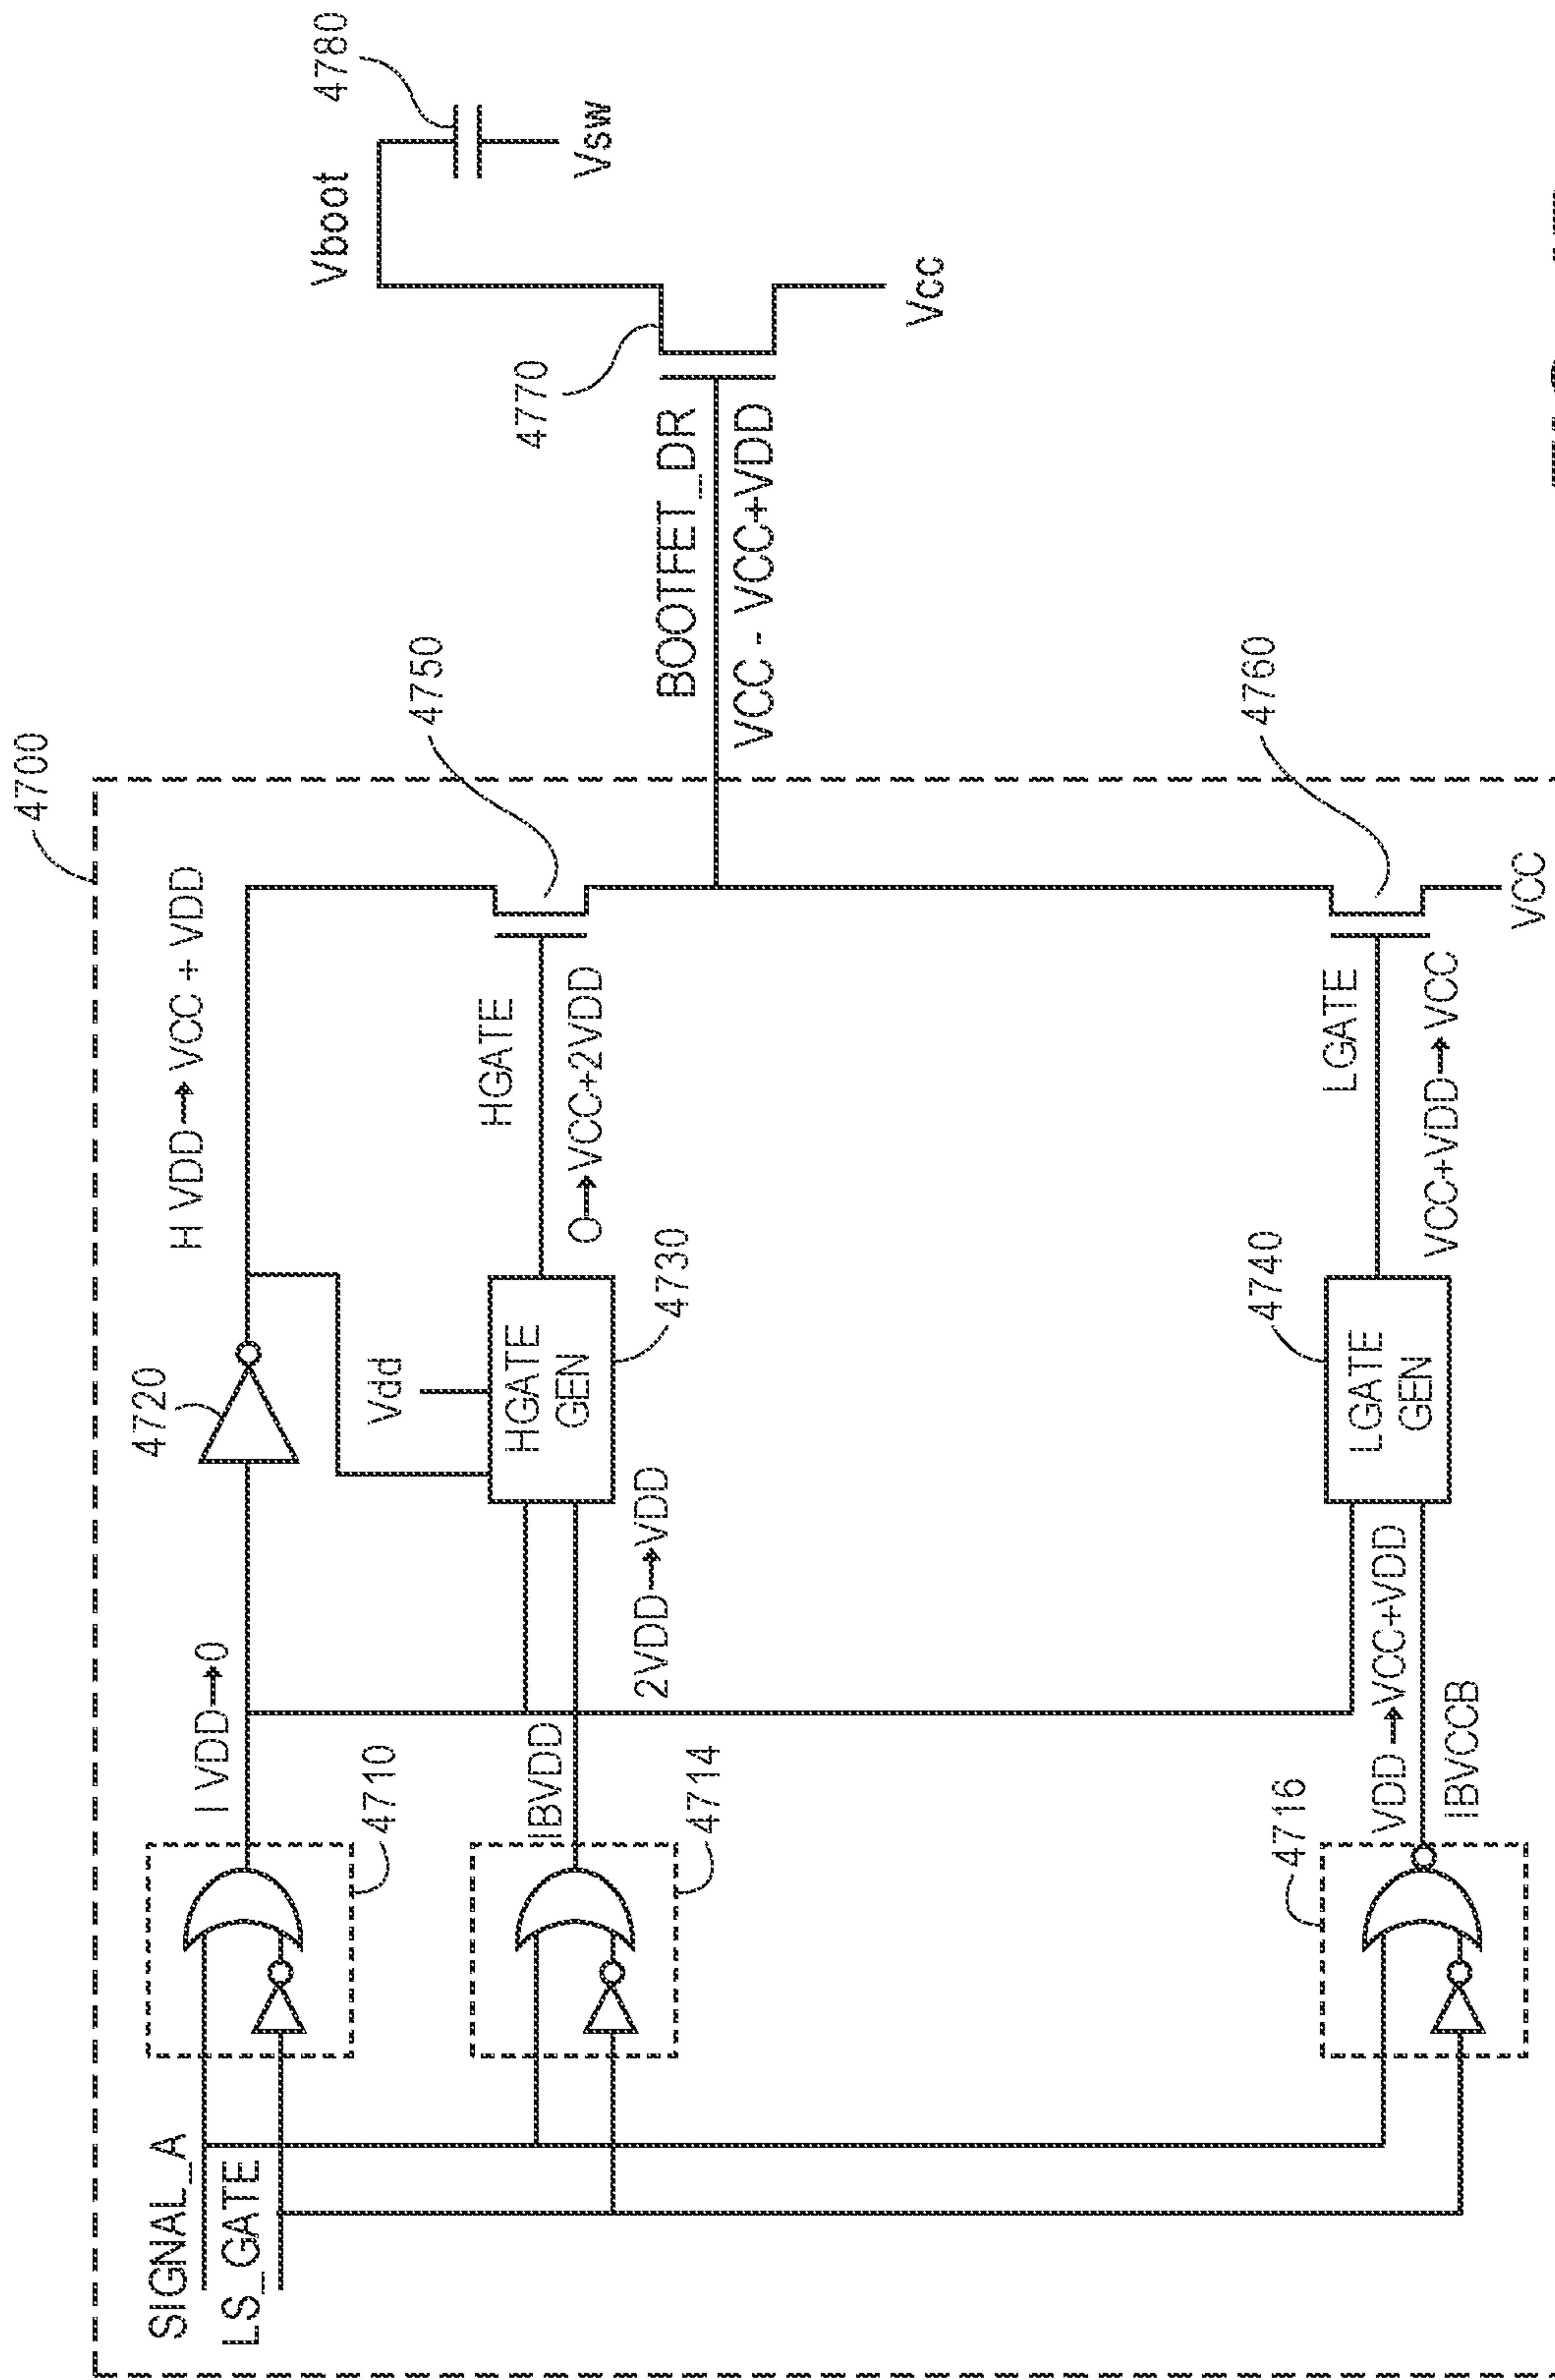 4700
SIGNAL_A
LS_GATE
I VDD→0
4710
4720
H VDD→VCC + VDD
Vdd
IBVDD
4714
2VDD→VDD
HGATE
GEN
4730
HGATE
0→VCC+2VDD
4750
BOOTFET_DR
VCC - VCC+VDD
4770
Vboot
4780
Vsw
Vcc
4716
VDD→VCC+VDD
IBVCCB
4740
LGATE
GEN
LGATE
VCC+VDD→VCC
4760
VCC